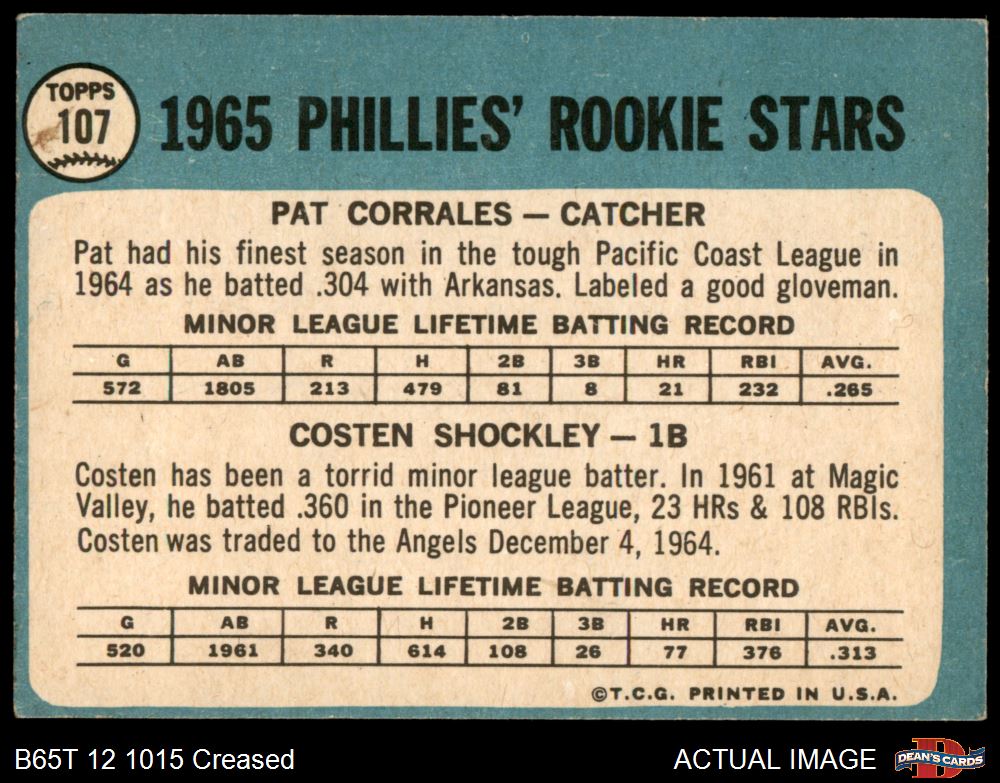 TOPPS
107
1965 PHILLIES' ROOKIE STARS
PAT CORRALES — CATCHER
Pat had his finest season in the tough Pacific Coast League in
1964 as he batted .304 with Arkansas. Labeled a good gloveman.
MINOR LEAGUE LIFETIME BATTING RECORD
G AB R H 2B 3B HR RBI AVG.
572 1805 213 479 81 8 21 232 .265
COSTEN SHOCKLEY — 1B
Costen has been a torrid minor league batter. In 1961 at Magic
Valley, he batted .360 in the Pioneer League, 23 HRs & 108 RBIs.
Costen was traded to the Angels December 4, 1964.
MINOR LEAGUE LIFETIME BATTING RECORD
G AB R H 2B 3B HR RBI AVG.
520 1961 340 614 108 26 77 376 .313
©T.C.G. PRINTED IN U.S.A.
B65T 12 1015 Creased
ACTUAL IMAGE
D
DEAN'S CARDS